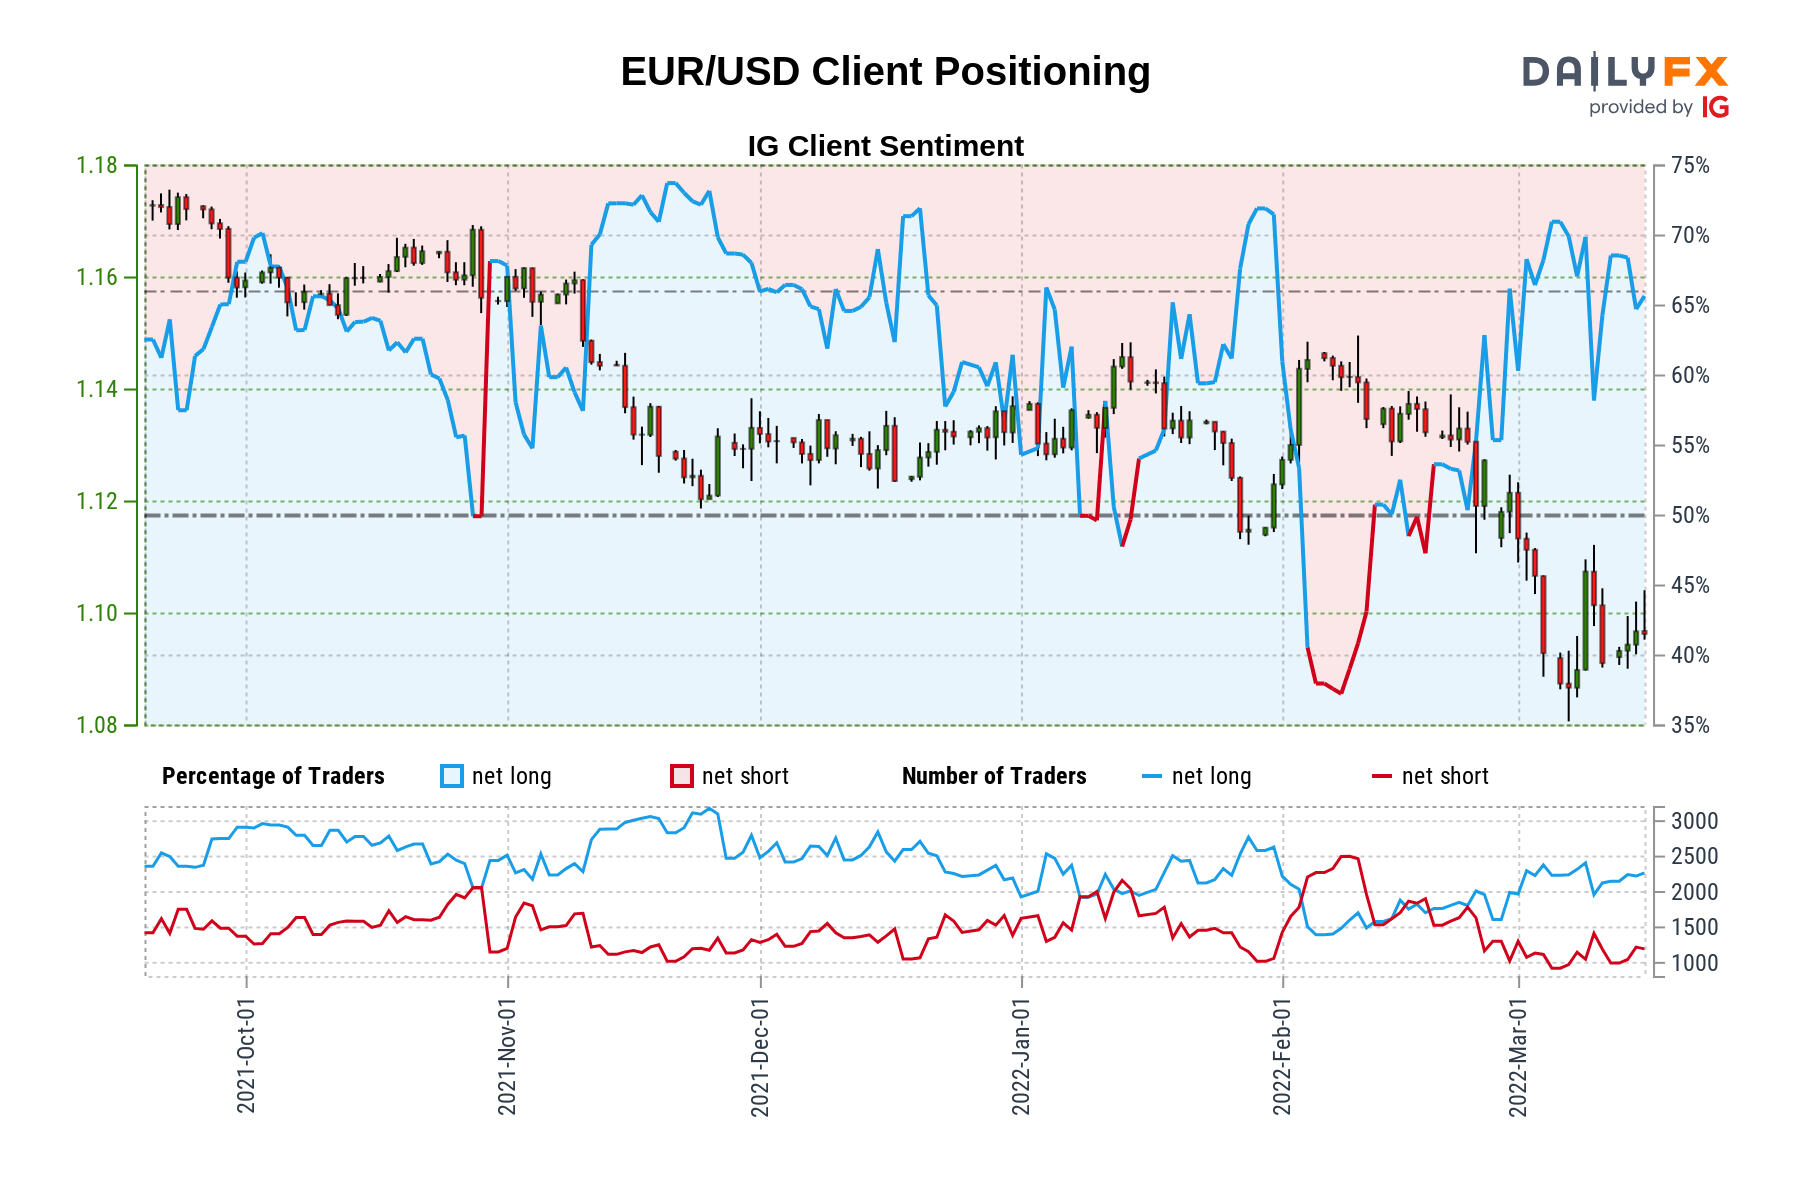 EUR/USD Client Positioning
DAILYFX
provided by IG
IG Client Sentiment
1.18
1.16
1.14
1.12
1.10
1.08
75%
70%
65%
60%
55%
50%
45%
40%
35%
Percentage of Traders net long net short Number of Traders net long net short
3000
2500
2000
1500
1000
2021-Oct-01
2021-Nov-01
2021-Dec-01
2022-Jan-01
2022-Feb-01
2022-Mar-01